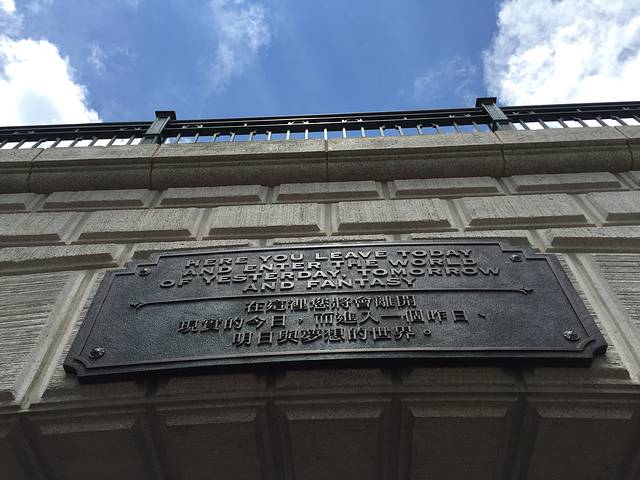 HERE YOU LEAVE TODAY
AND ENTER THE WORLD
OF YESTERDAY, TOMORROW
AND FANTASY
在這裡您將會離開
現實的今日，而進入一個昨日、
明日與夢想的世界。